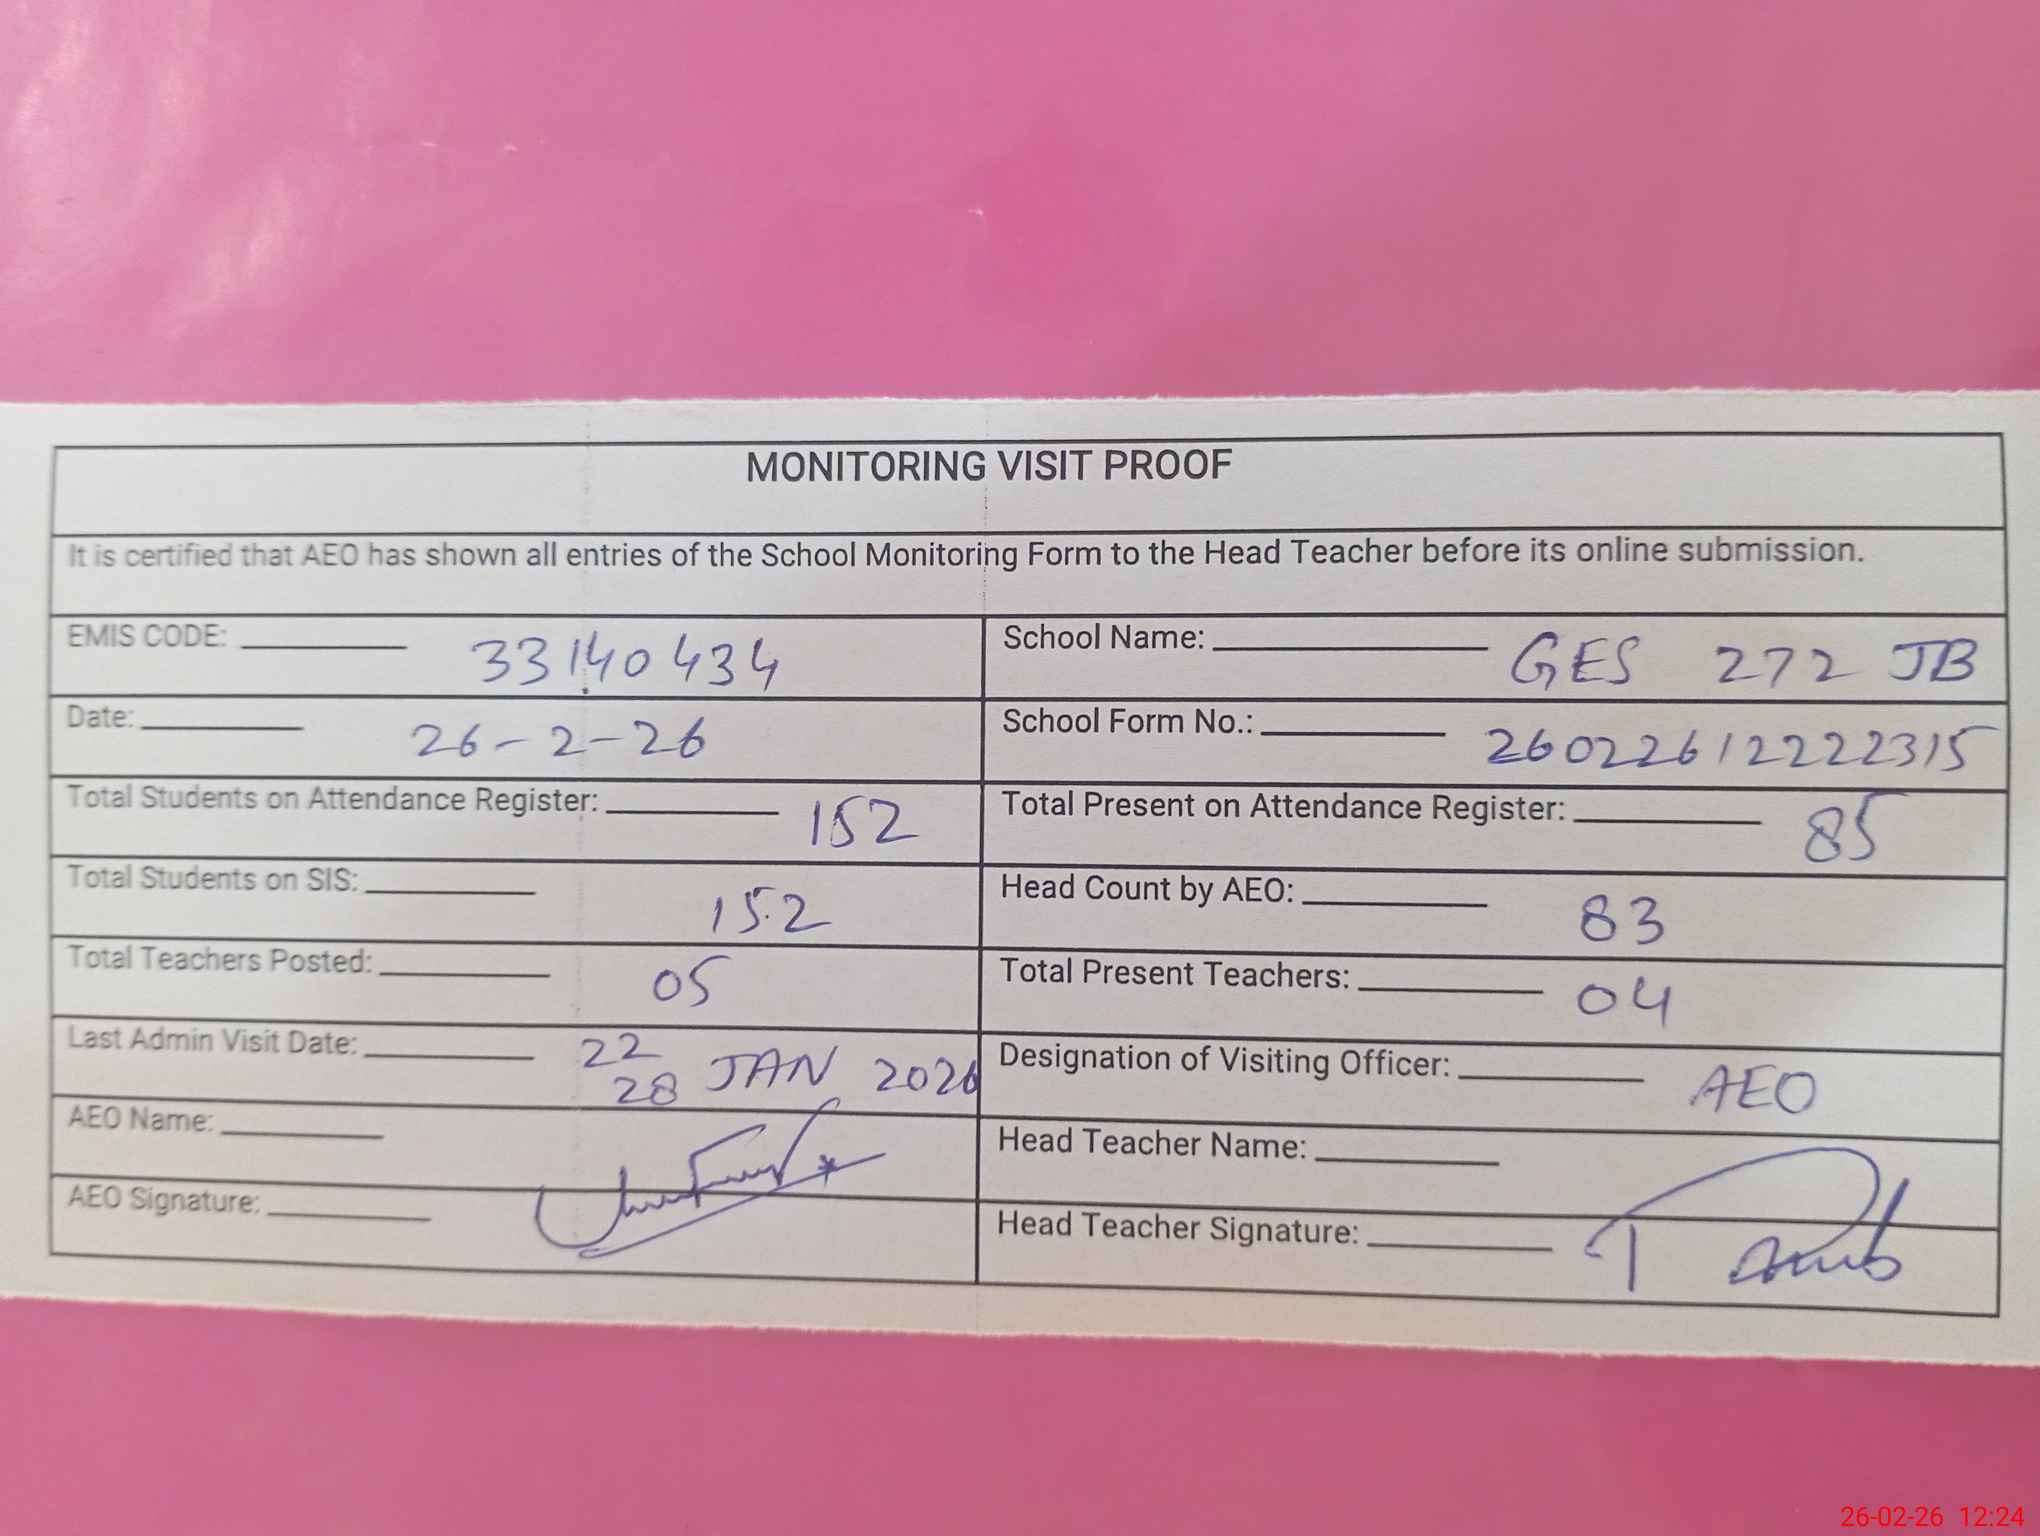 MONITORING VISIT PROOF
It is certified that AEO has shown all entries of the School Monitoring Form to the Head Teacher before its online submission.
EMIS CODE: 33140434
School Name: GES 272 JB
Date: 26-2-26
School Form No.: 26022612222315
Total Students on Attendance Register: 152
Total Present on Attendance Register: 85
Total Students on SIS: 152
Head Count by AEO: 83
Total Teachers Posted: 05
Total Present Teachers: 04
Last Admin Visit Date: 22
28 JAN 2026
Designation of Visiting Officer: AEO
AEO Name:
Head Teacher Name:
AEO Signature:
Head Teacher Signature:
26-02-26 12:24